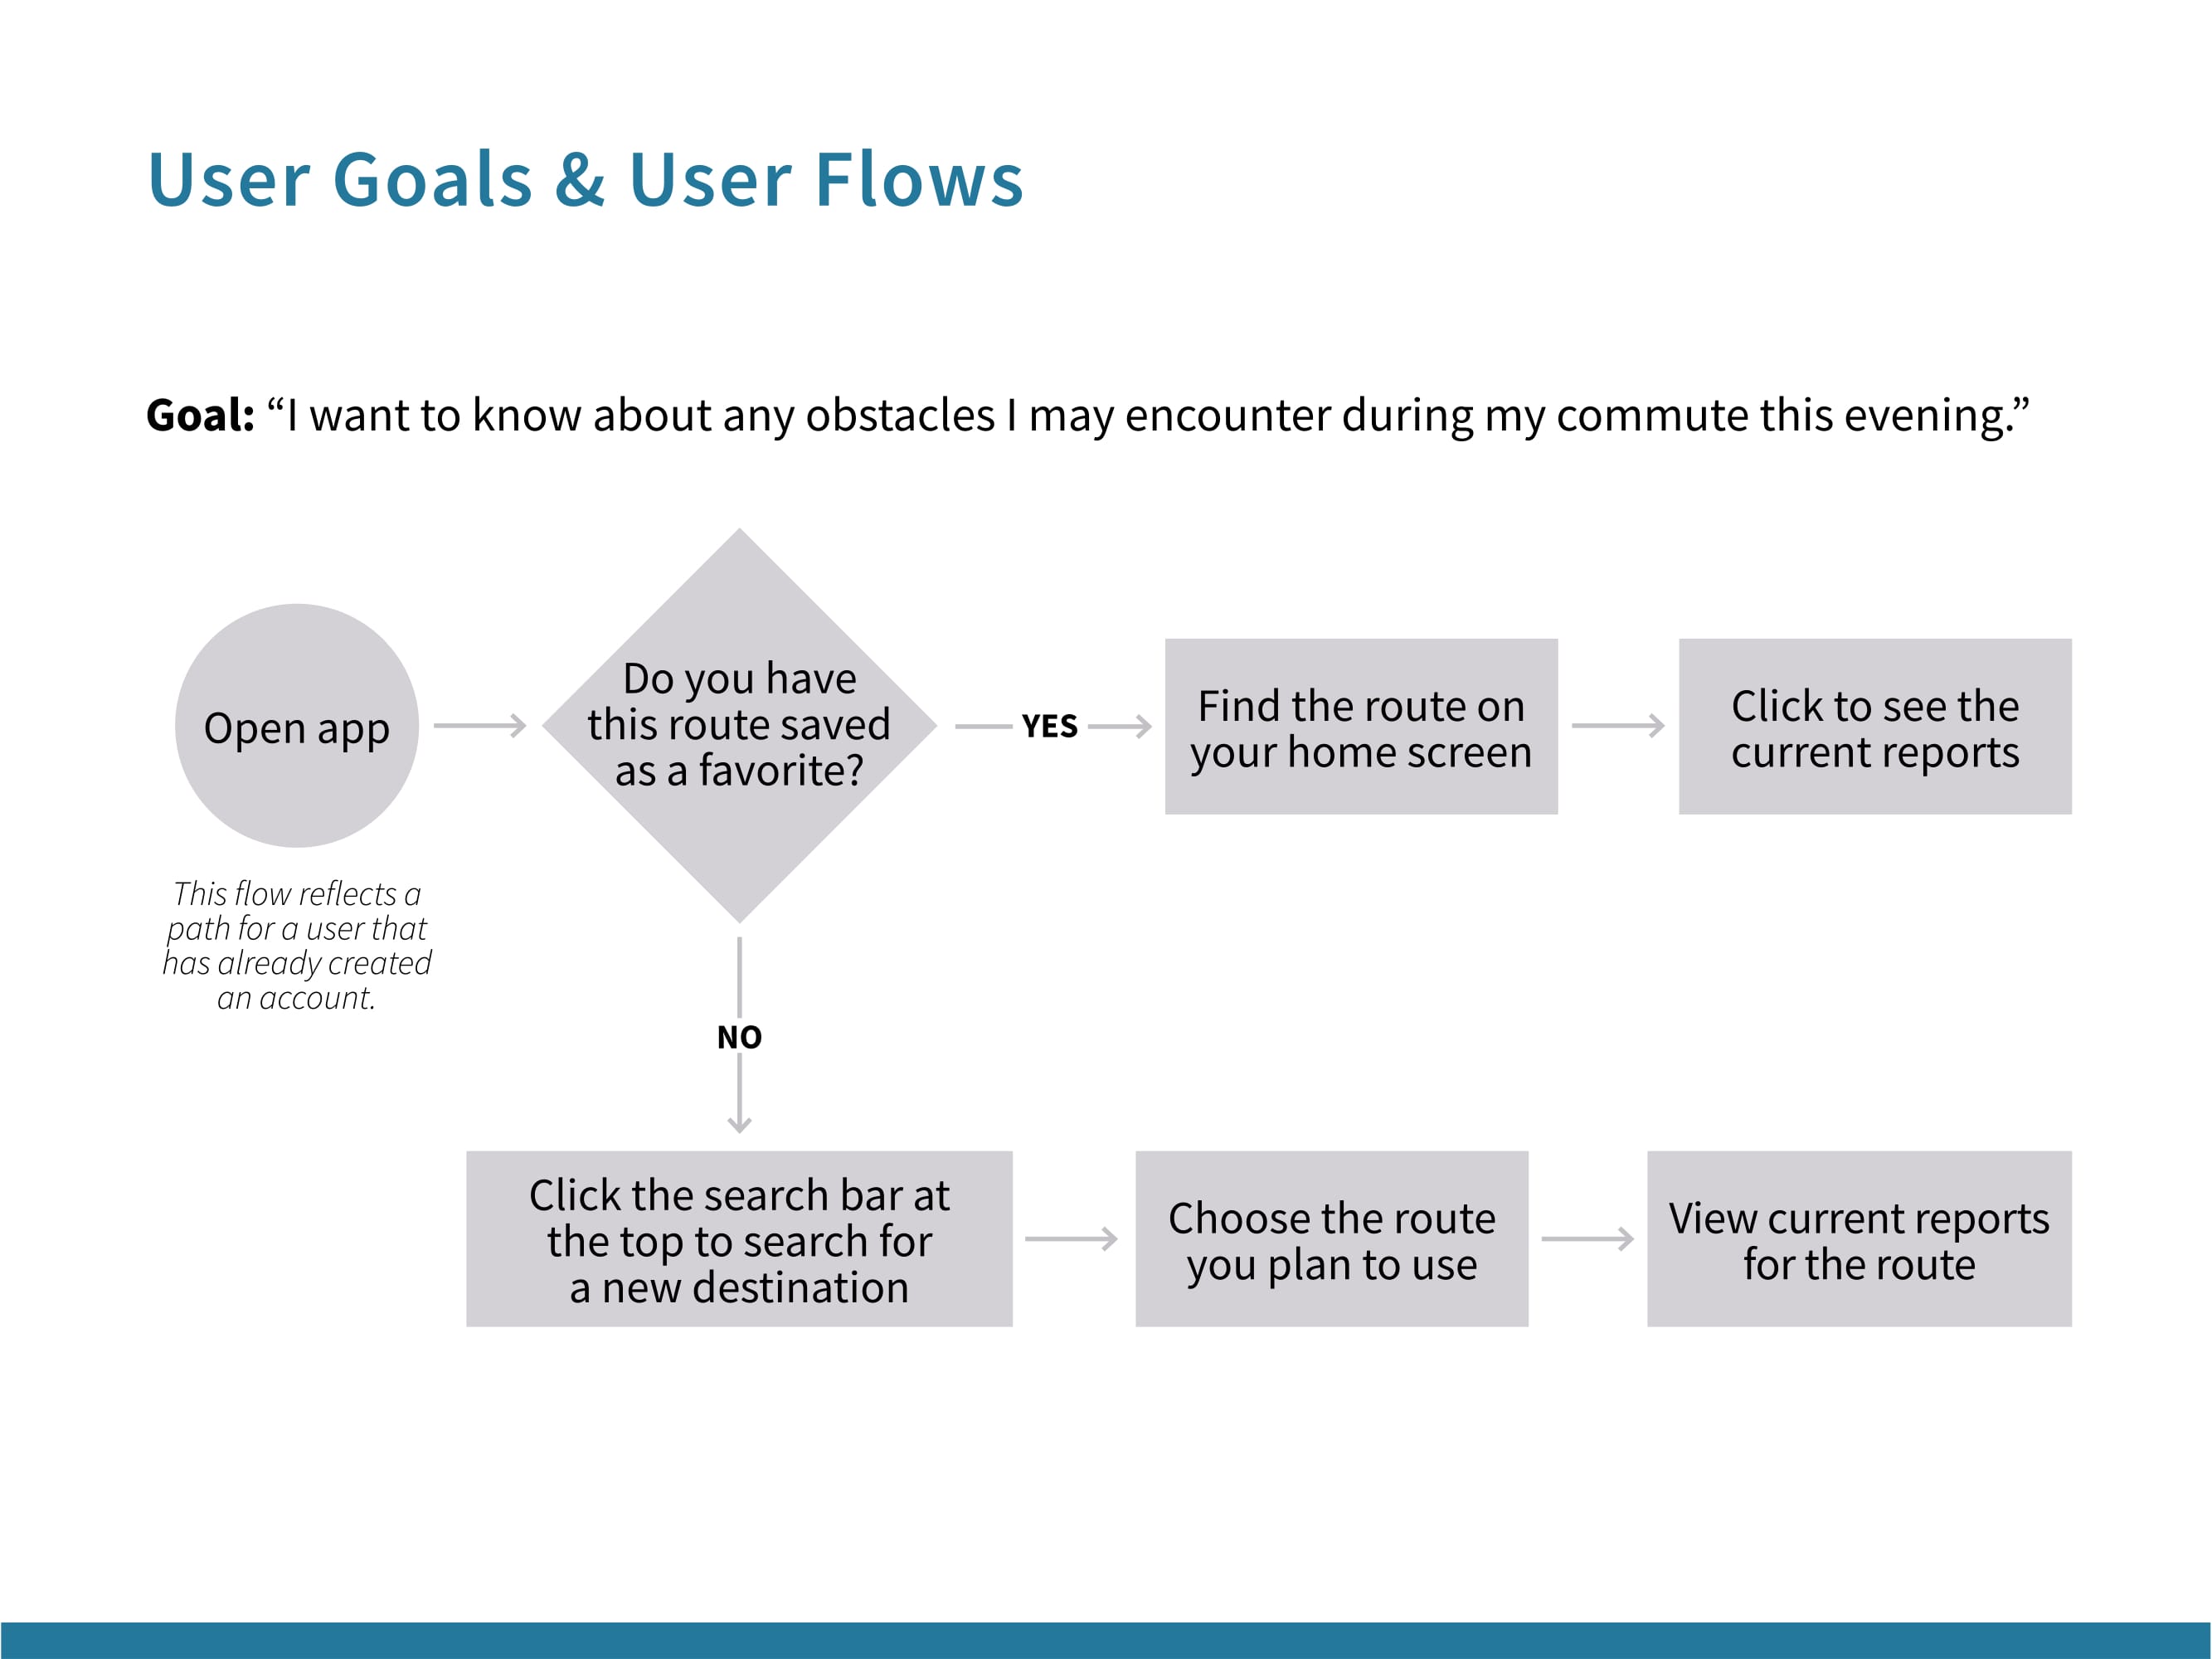 User Goals & User Flows
Goal: “I want to know about any obstacles I may encounter during my commute this evening.”
Open app
This flow reflects a
path for a user that
has already created
an account.
Do you have
this route saved
as a favorite?
YES
Find the route on
your home screen
Click to see the
current reports
NO
Click the search bar at
the top to search for
a new destination
Choose the route
you plan to use
View current reports
for the route